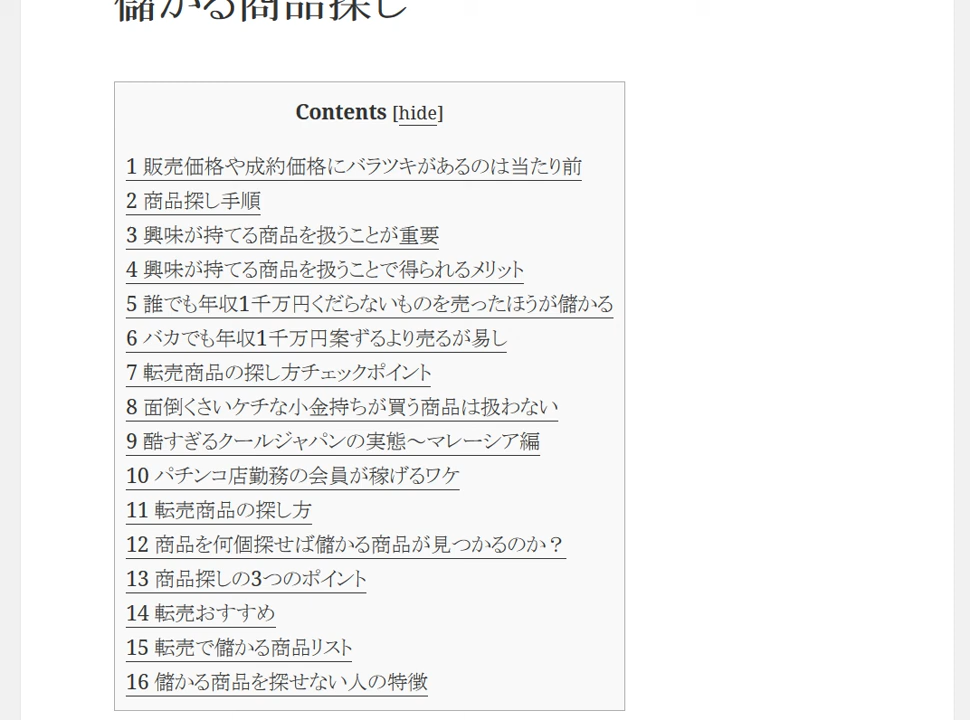 儲かる商品探し
Contents [hide]
1 販売価格や成約価格にバラツキがあるのは当たり前
2 商品探し手順
3 興味が持てる商品を扱うことが重要
4 興味が持てる商品を扱うことで得られるメリット
5 誰でも年収1千万円くだらないものを売ったほうが儲かる
6 バカでも年収1千万円案ずるより売るが易し
7 転売商品の探し方チェックポイント
8 面倒くさいケチな小金持ちが買う商品は扱わない
9 酷すぎるクールジャパンの実態～マレーシア編
10 パチンコ店勤務の会員が稼げるワケ
11 転売商品の探し方
12 商品を何個探せば儲かる商品が見つかるのか？
13 商品探しの3つのポイント
14 転売おすすめ
15 転売で儲かる商品リスト
16 儲かる商品を探せない人の特徴